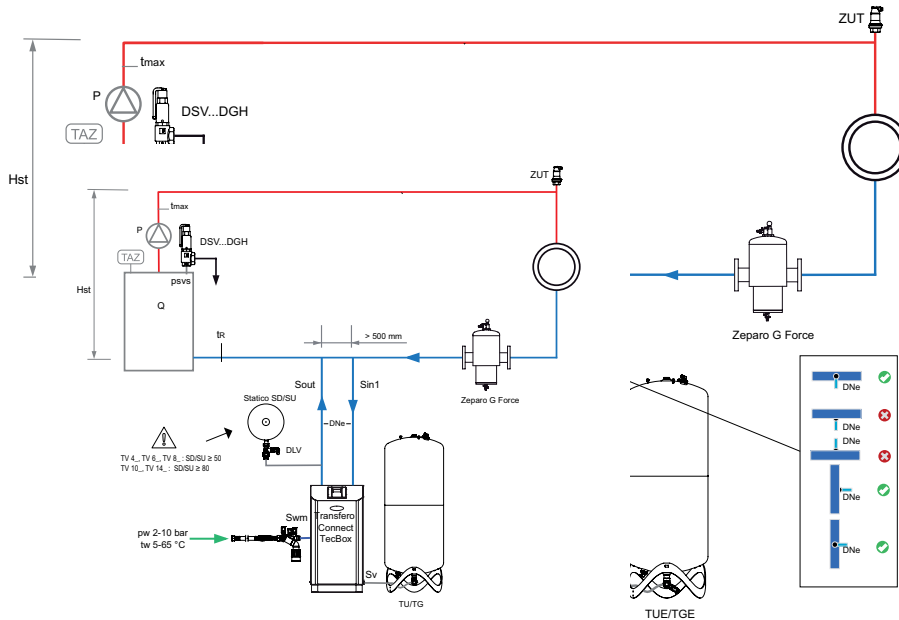 ZUT
tmax
P
DSV...DGH
TAZ
Hst
ZUT
tmax
P
DSV...DGH
TAZ
psvs
Hst
Q
Zeparo G Force
tR
> 500 mm
Sout
Sin1
Zeparo G Force
Statico SD/SU
DNe
DLV
TV 4_, TV 6_, TV 8_ : SD/SU ≥ 50
TV 10_, TV 14_ : SD/SU ≥ 80
Swm
Transfero
Connect
TecBox
pw 2-10 bar
tw 5-65 °C
Sv
TU/TG
TUE/TGE
DNe
DNe
DNe
DNe
DNe